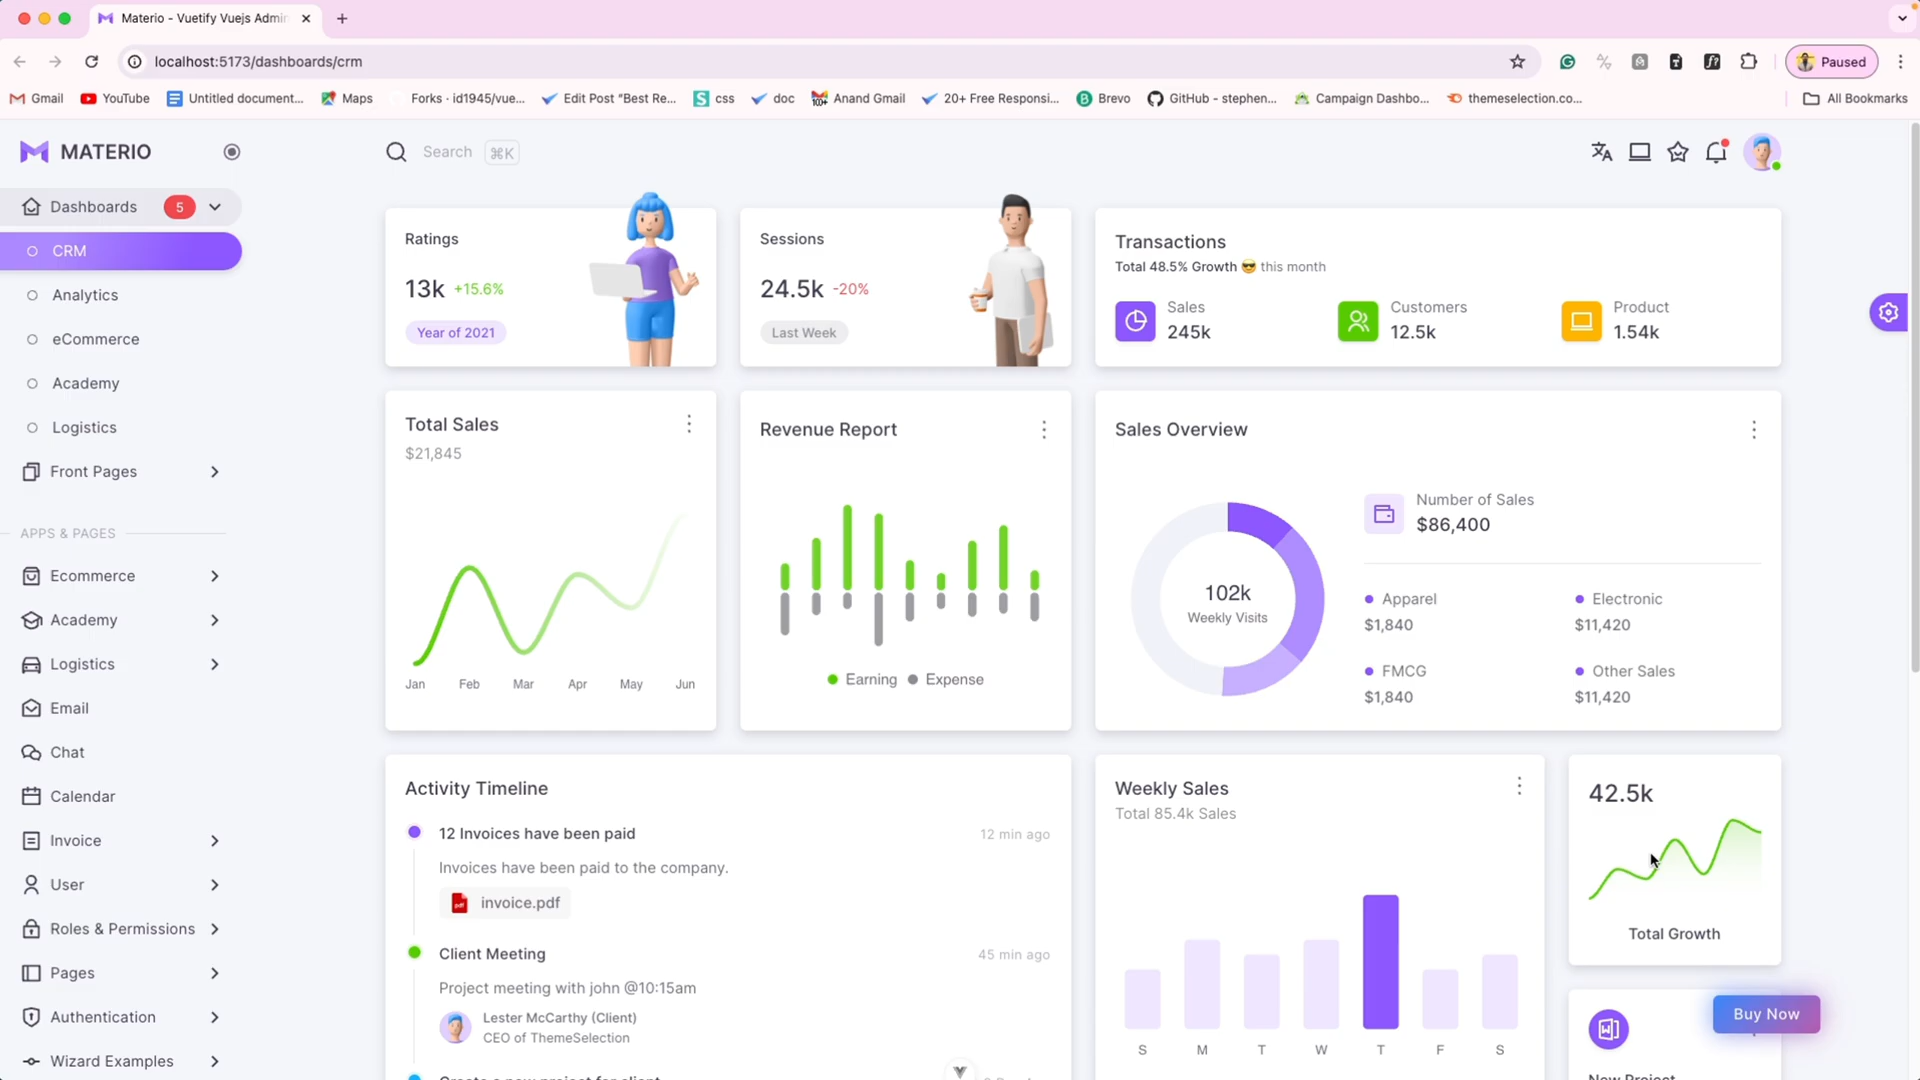 Materio - Vuetify Vuejs Admin
localhost:5173/dashboards/crm
Paused
Gmail
YouTube
Untitled document...
Maps
Forks · id1945/vue...
Edit Post “Best Re...
css
doc
Anand Gmail
20+ Free Responsi...
Brevo
GitHub - stephen...
Campaign Dashbo...
themeselection.co...
All Bookmarks
MATERIO
Search ⌘K
Dashboards 5
CRM
Analytics
eCommerce
Academy
Logistics
Front Pages
APPS & PAGES
Ecommerce
Academy
Logistics
Email
Chat
Calendar
Invoice
User
Roles & Permissions
Pages
Authentication
Wizard Examples
Ratings
13k +15.6%
Year of 2021
Sessions
24.5k -20%
Last Week
Transactions
Total 48.5% Growth 😎 this month
Sales
245k
Customers
12.5k
Product
1.54k
Total Sales
$21,845
Jan Feb Mar Apr May Jun
Revenue Report
Earning Expense
Sales Overview
102k
Weekly Visits
Number of Sales
$86,400
Apparel
$1,840
Electronic
$11,420
FMCG
$1,840
Other Sales
$11,420
Activity Timeline
12 Invoices have been paid 12 min ago
Invoices have been paid to the company.
invoice.pdf
Client Meeting 45 min ago
Project meeting with john @10:15am
Lester McCarthy (Client)
CEO of ThemeSelection
Create a new project for client
Weekly Sales
Total 85.4k Sales
S M T W T F S
42.5k
Total Growth
Buy Now
New Project